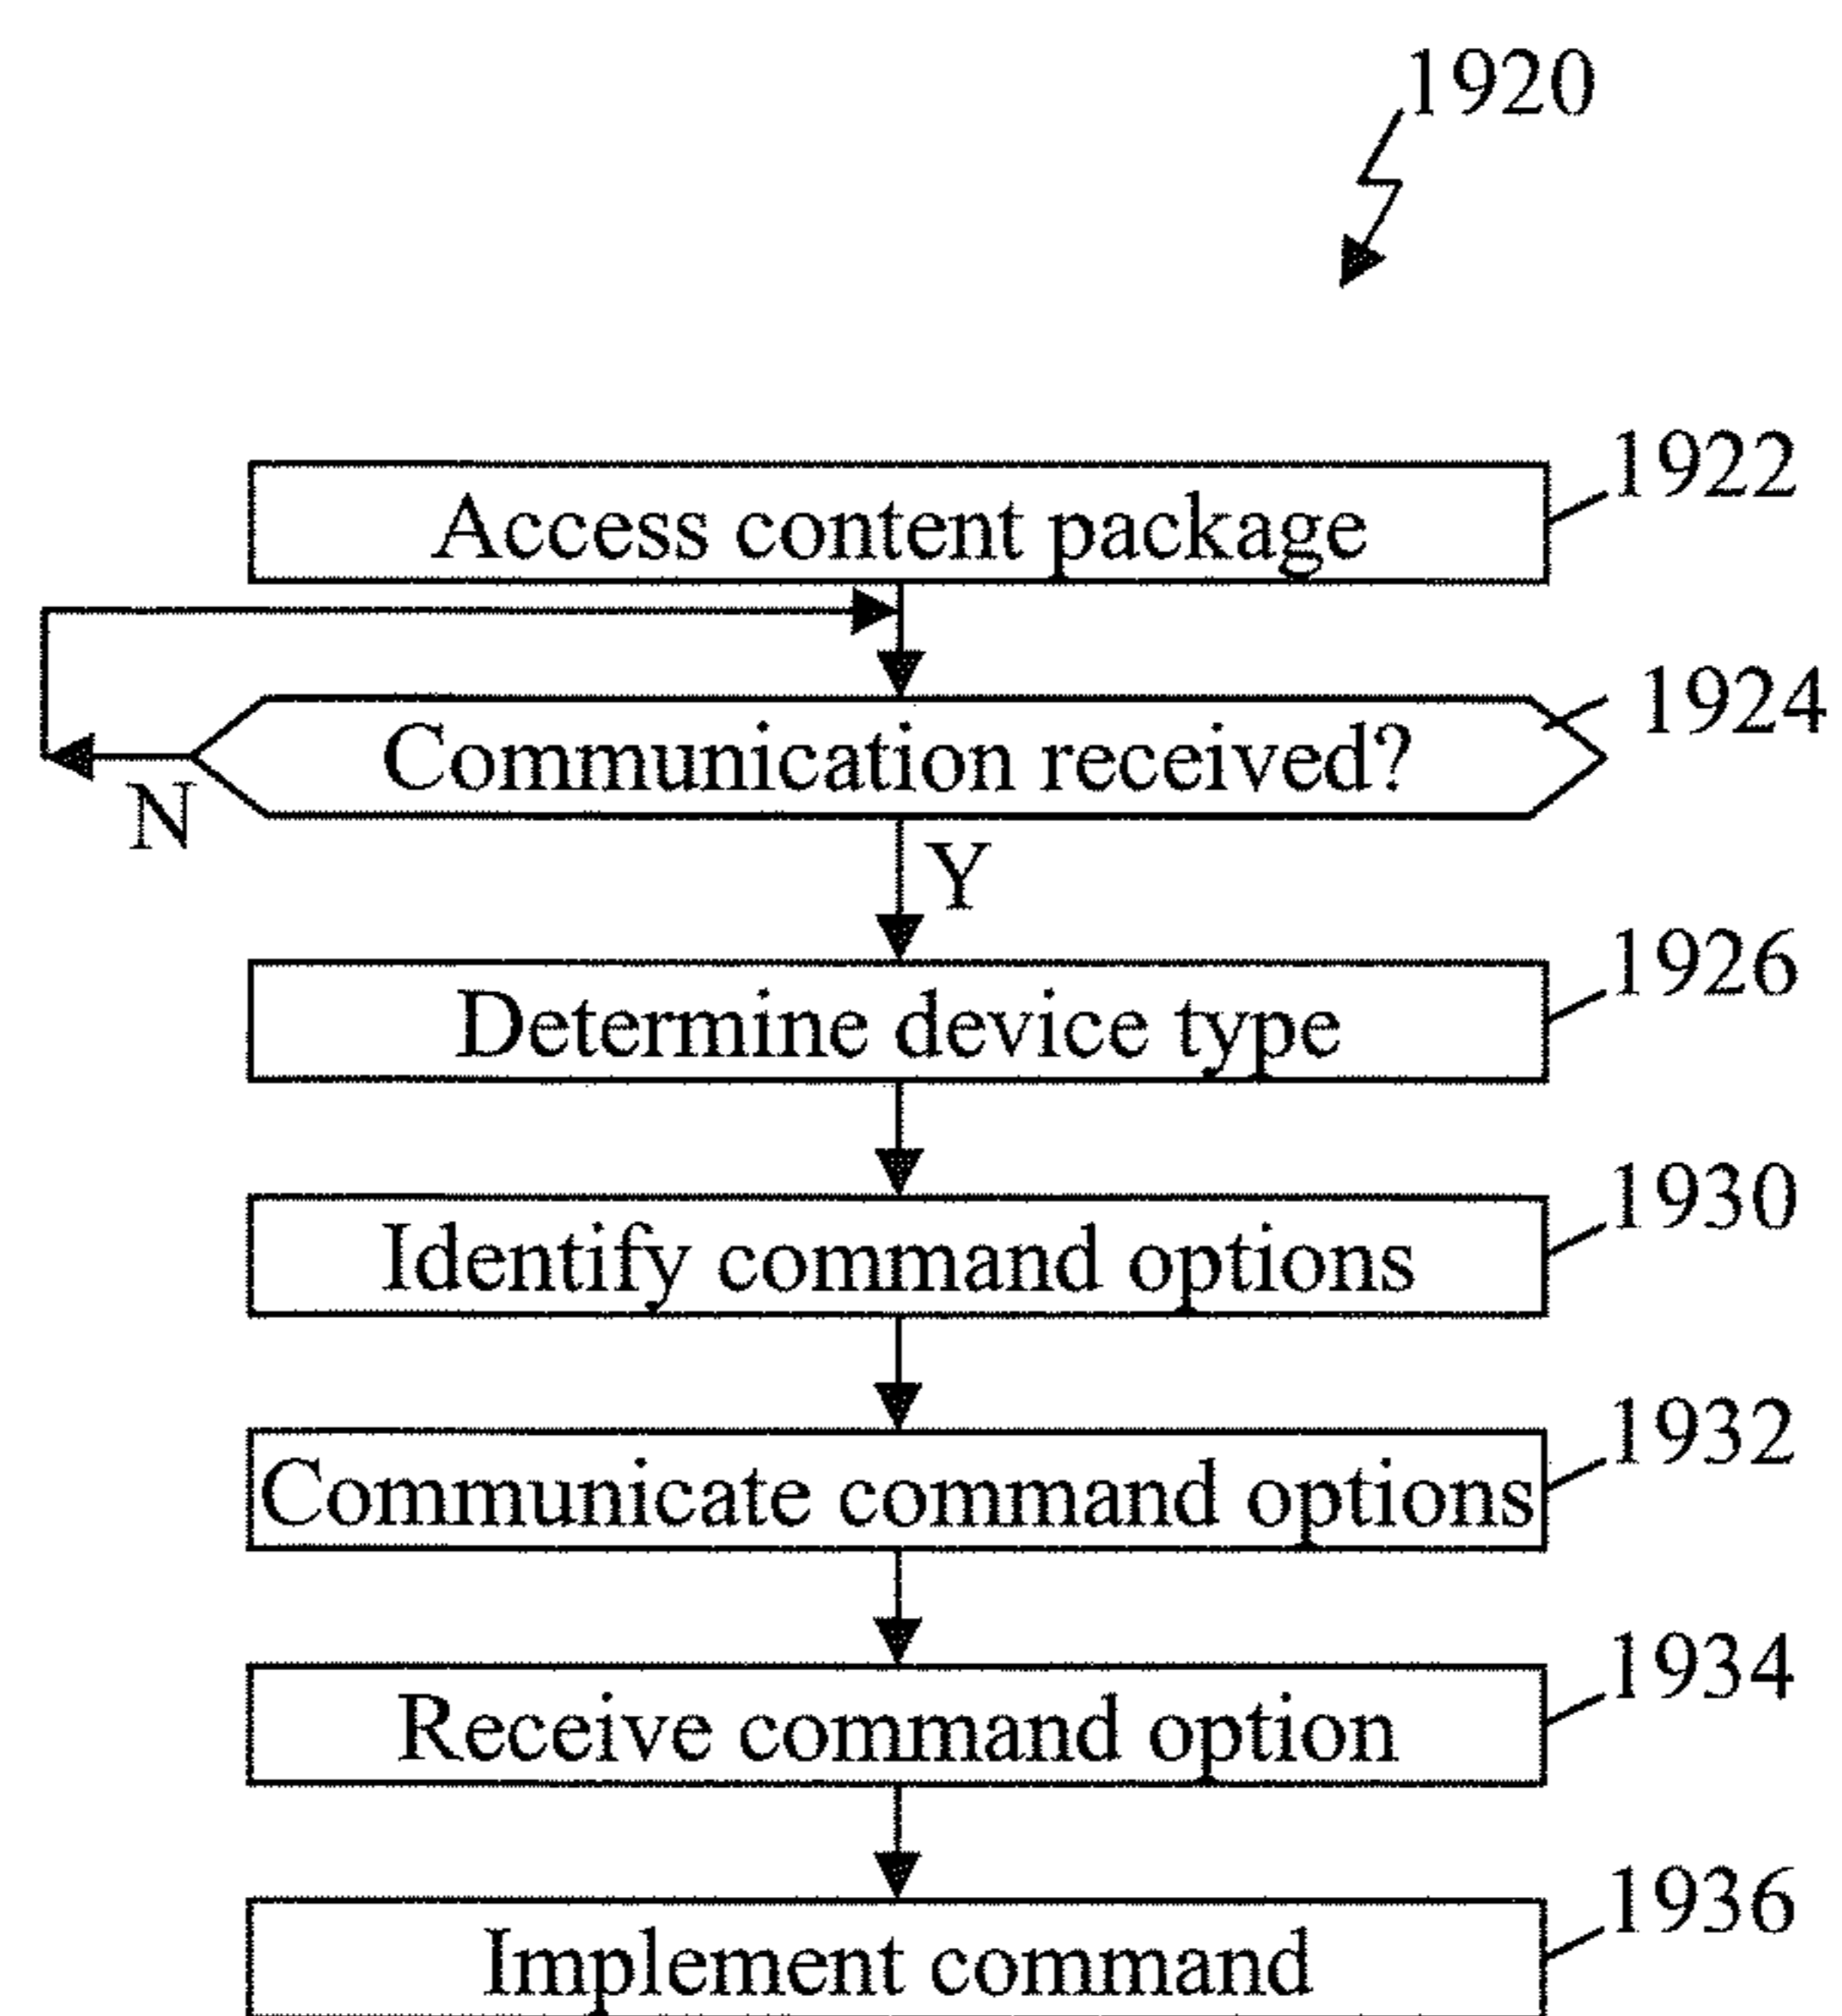 1920
Access content package
1922
Communication received?
1924
N
Y
Determine device type
1926
Identify command options
1930
Communicate command options
1932
Receive command option
1934
Implement command
1936